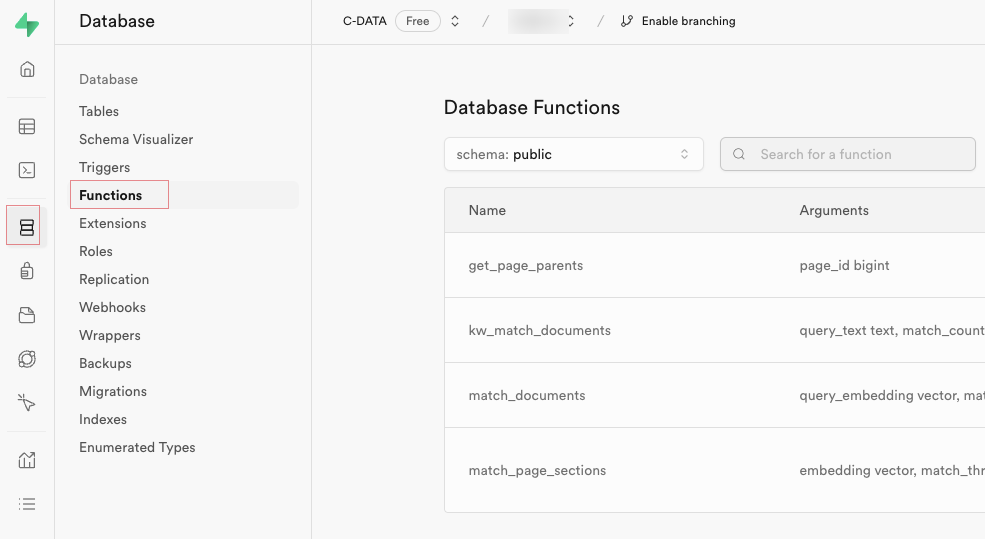 Database
C-DATA Free / / Enable branching
Database
Tables
Schema Visualizer
Triggers
Functions
Extensions
Roles
Replication
Webhooks
Wrappers
Backups
Migrations
Indexes
Enumerated Types
Database Functions
schema: public
Search for a function
Name Arguments
get_page_parents page_id bigint
kw_match_documents query_text text, match_count
match_documents query_embedding vector, mat
match_page_sections embedding vector, match_thr